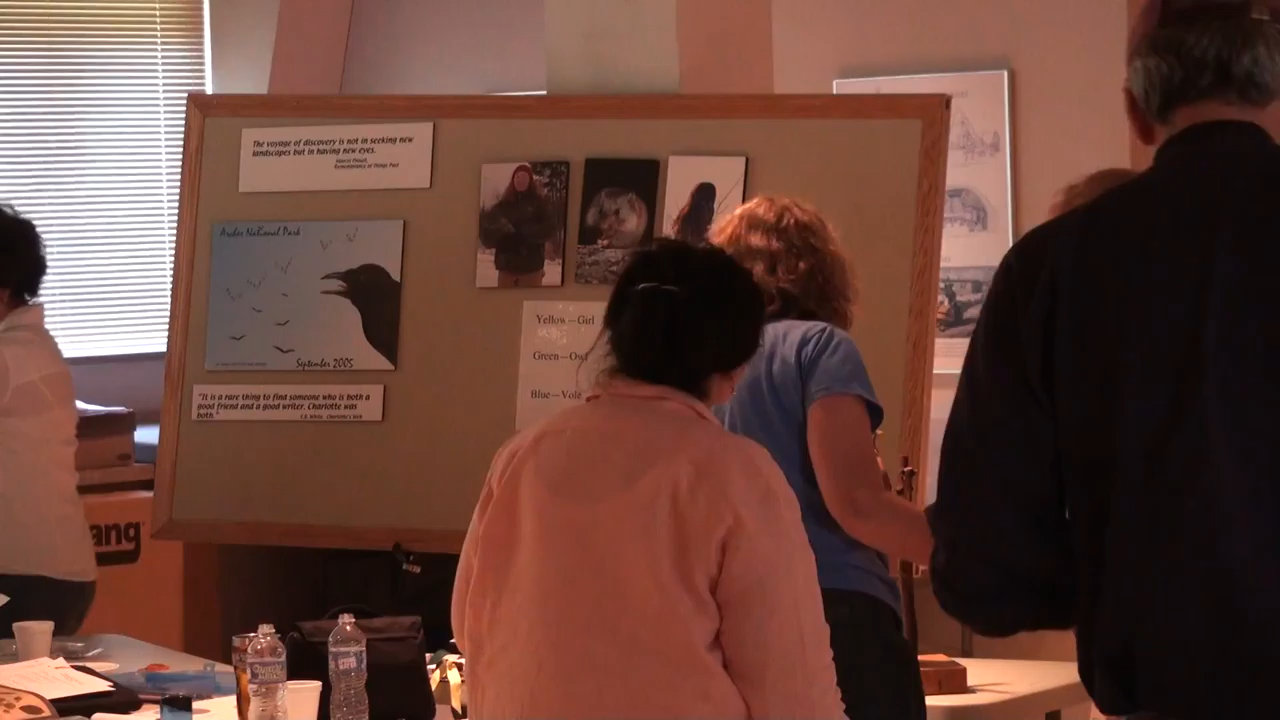 The voyage of discovery is not in seeking new
landscapes but in having new eyes.
Marcel Proust,
Remembrance of Things Past
Ardoc National Park
September 2005
"It is a rare thing to find someone who is both a
good friend and a good writer. Charlotte was
both."
E.B. White, Charlotte's Web
Yellow—Girl
Green—Owl
Blue—Vole
ang